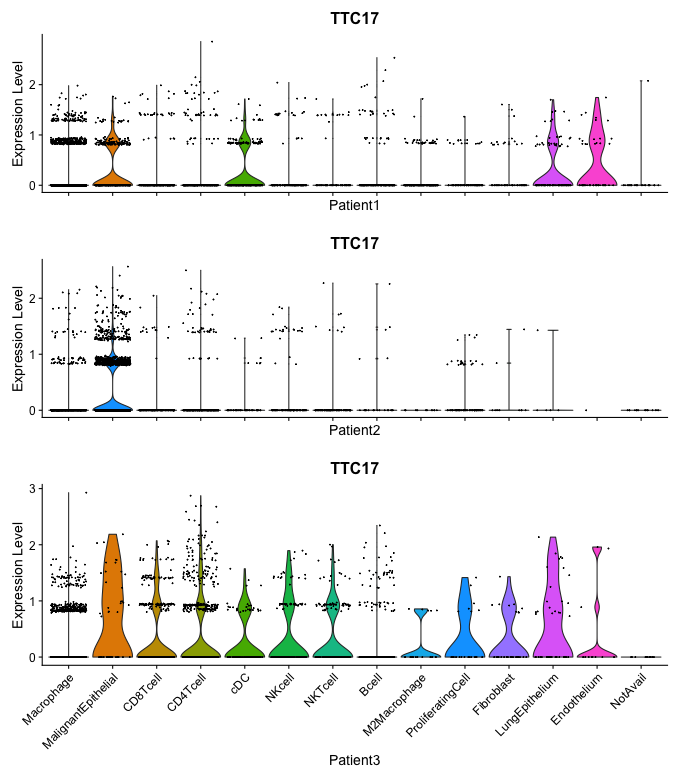 TTC17
Expression Level
2
1
0
Patient1
TTC17
Expression Level
2
1
0
Patient2
TTC17
Expression Level
3
2
1
0
Macrophage
MalignantEpithelial
CD8Tcell
CD4Tcell
cDC
NKcell
NKTcell
Bcell
M2Macrophage
ProliferatingCell
Fibroblast
LungEpithelium
Endothelium
NotAvail
Patient3